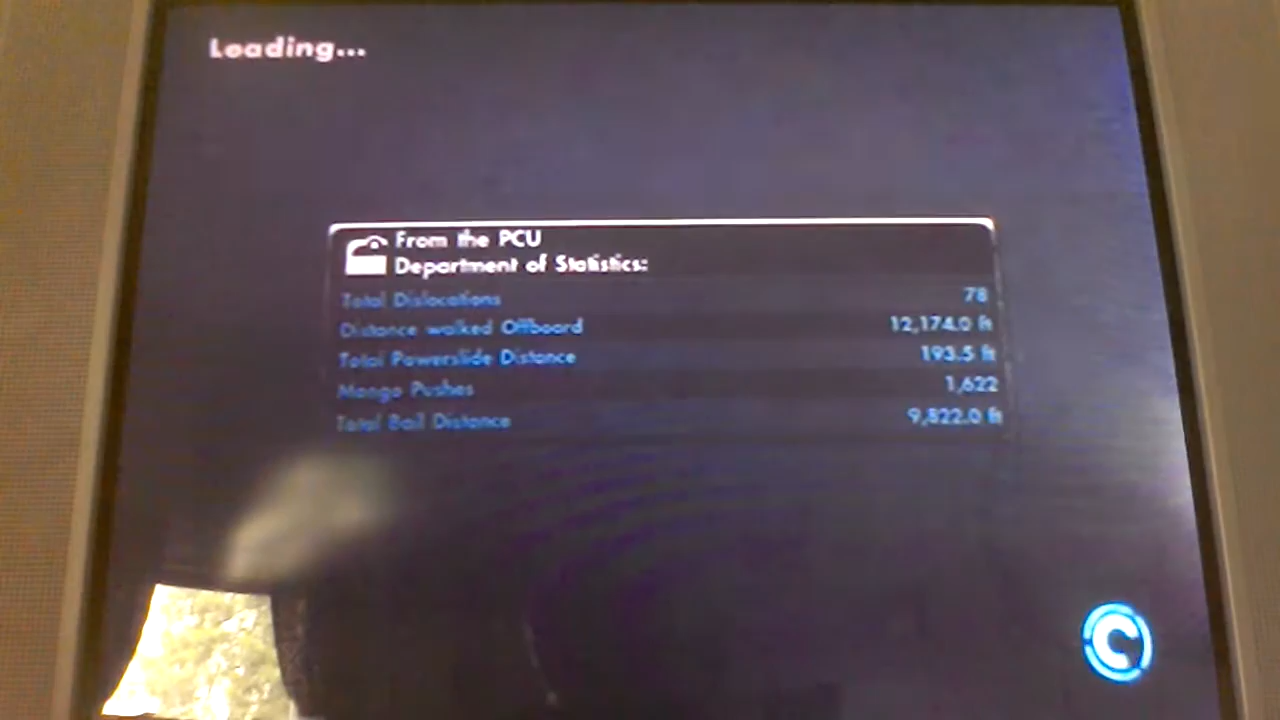 Loading...
From the PCU
Department of Statistics:
Total Dislocations 78
Distance walked Offboard 12,174.0 ft
Total Powerslide Distance 193.5 ft
Mongo Pushes 1,622
Total Bail Distance 9,822.0 ft